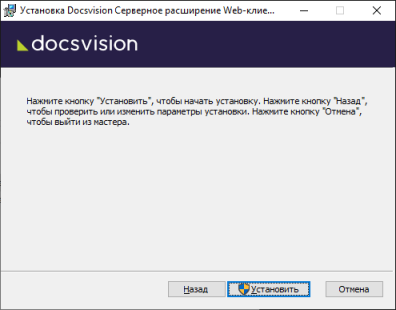 Установка Docsvision Серверное расширение Web-клие...
docsvision
Нажмите кнопку "Установить", чтобы начать установку. Нажмите кнопку "Назад",
чтобы проверить или изменить параметры установки. Нажмите кнопку "Отмена",
чтобы выйти из мастера.
Назад
Установить
Отмена